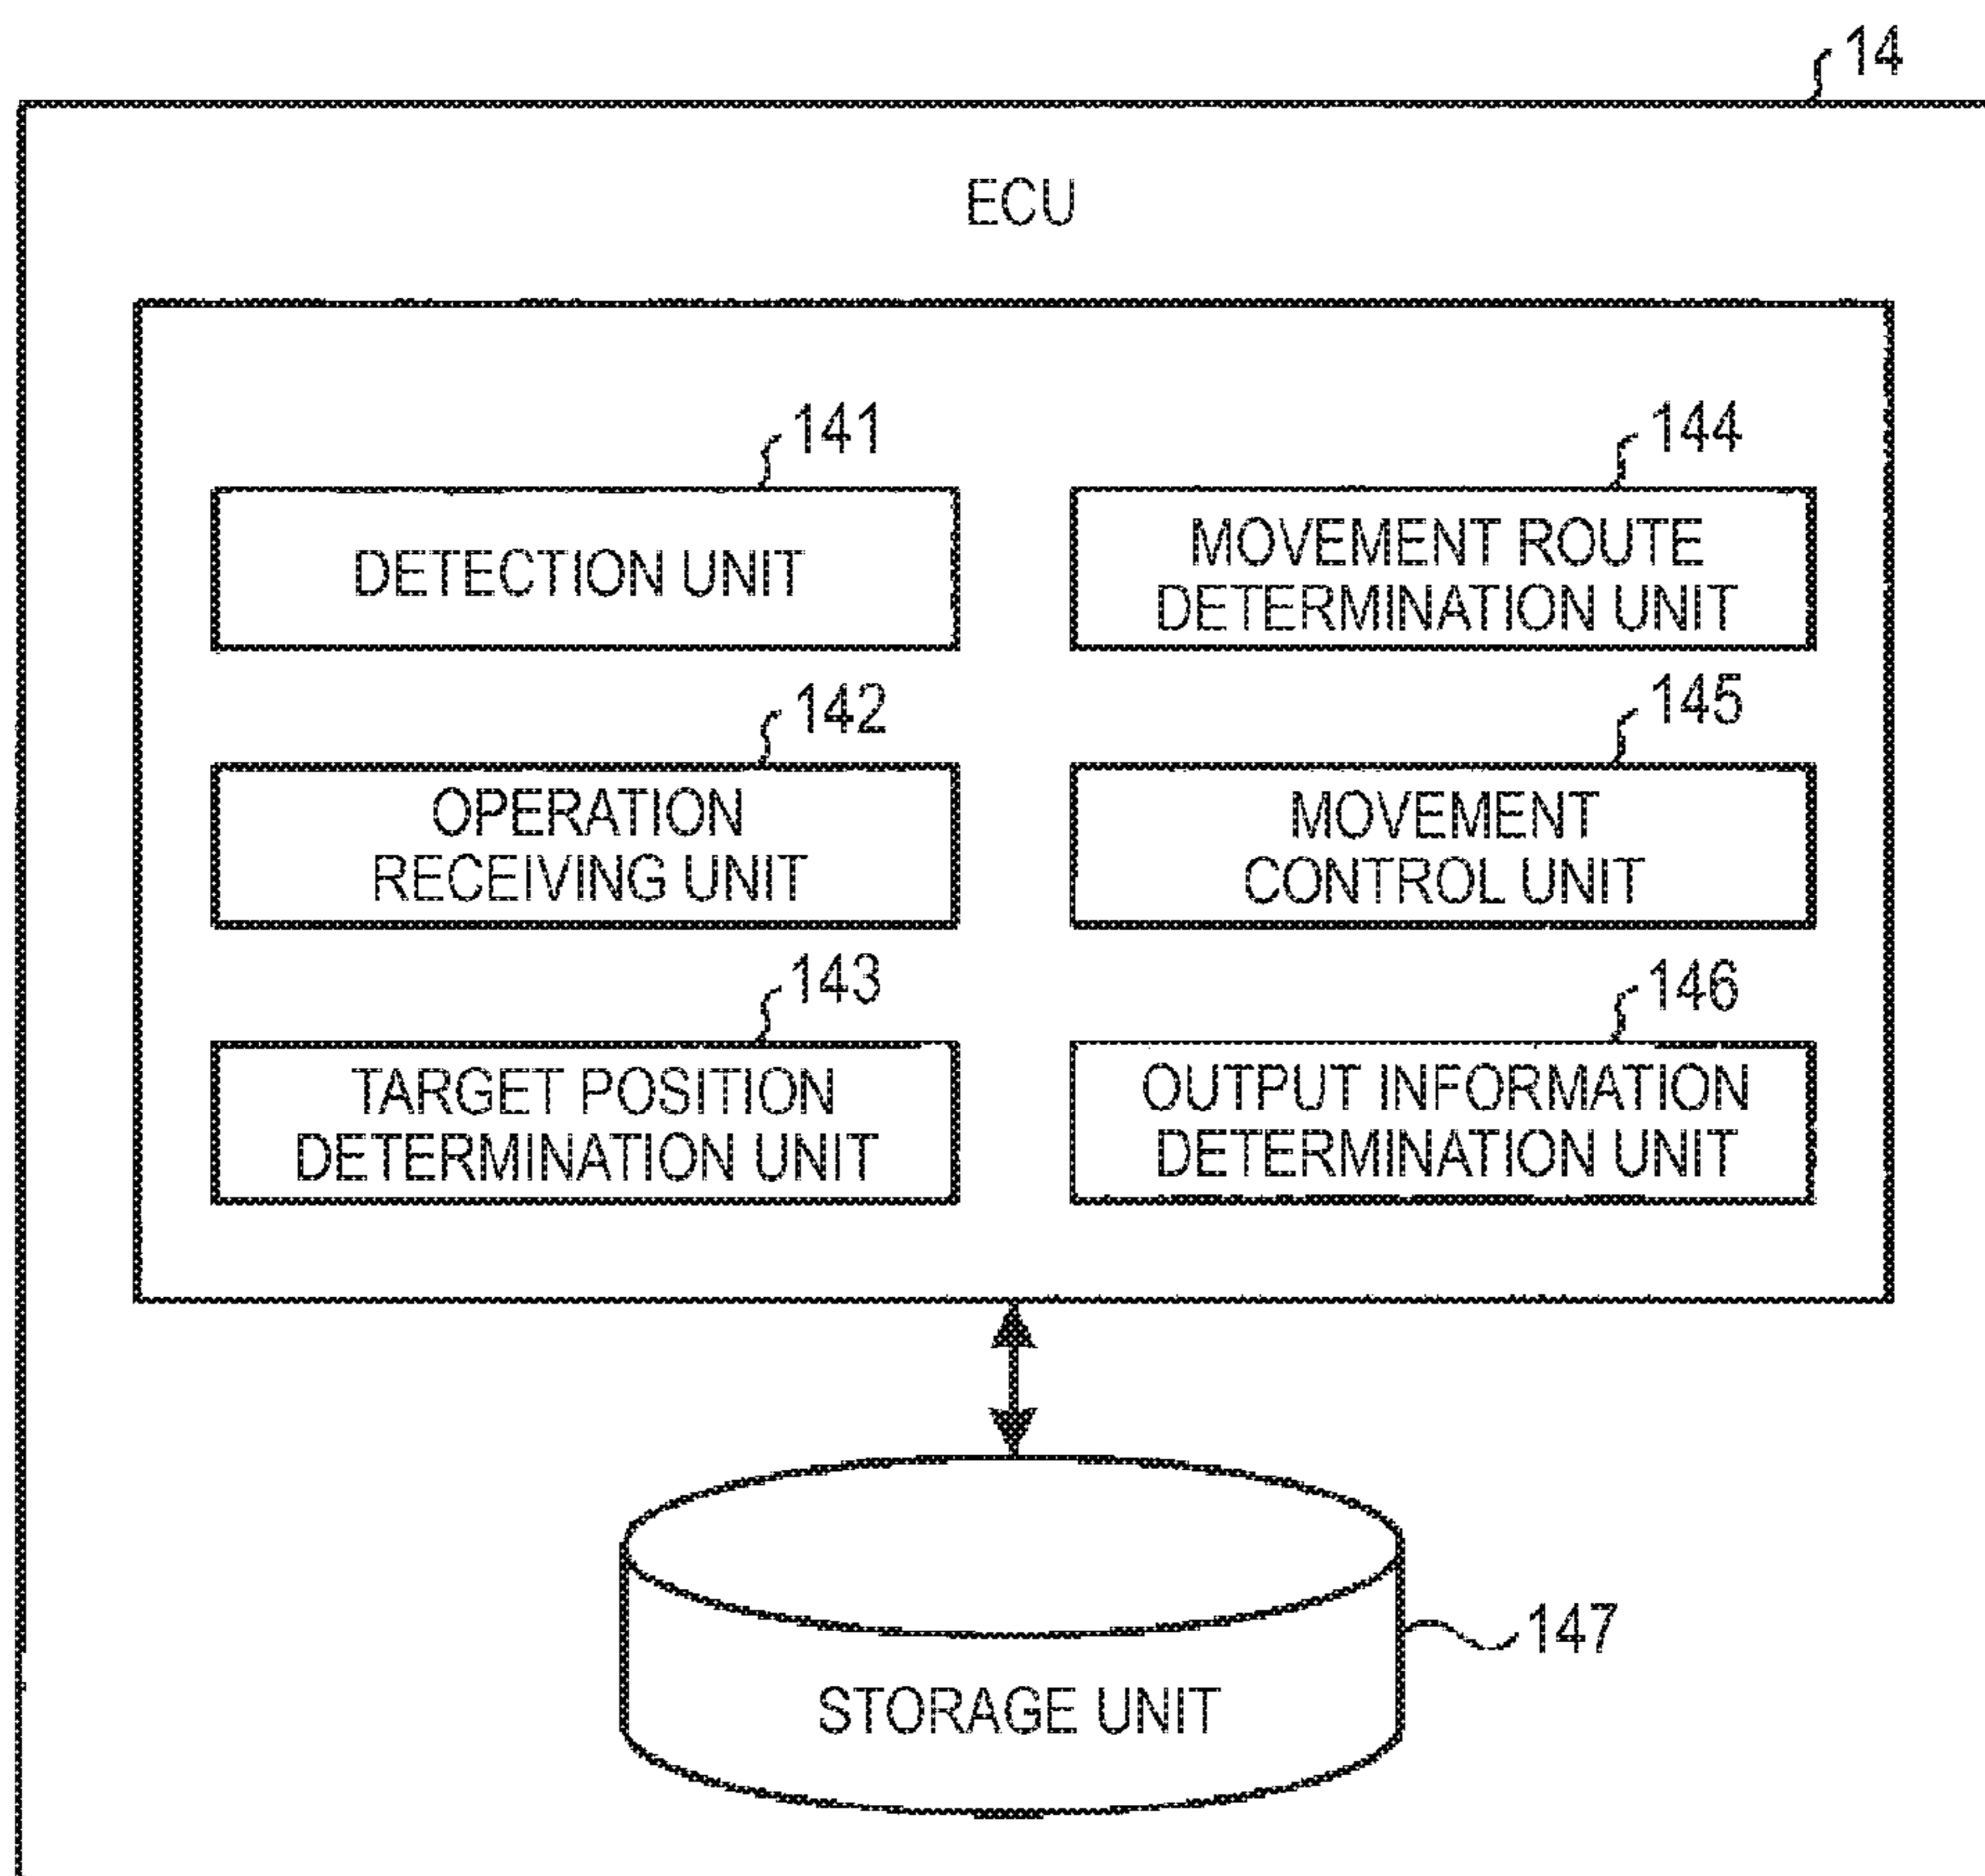 14
ECU
141
DETECTION UNIT
144
MOVEMENT ROUTE
DETERMINATION UNIT
142
OPERATION
RECEIVING UNIT
145
MOVEMENT
CONTROL UNIT
143
TARGET POSITION
DETERMINATION UNIT
146
OUTPUT INFORMATION
DETERMINATION UNIT
147
STORAGE UNIT